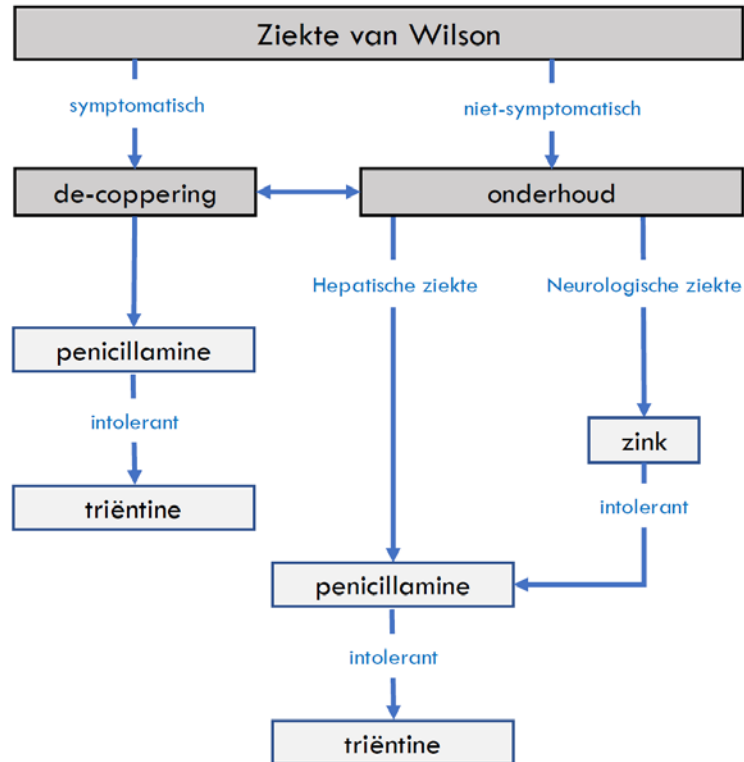 Ziekte van Wilson
symptomatisch
niet-symptomatisch
de-coppering
onderhoud
Hepatische ziekte
Neurologische ziekte
penicillamine
intolerant
zink
triëntine
intolerant
penicillamine
intolerant
triëntine